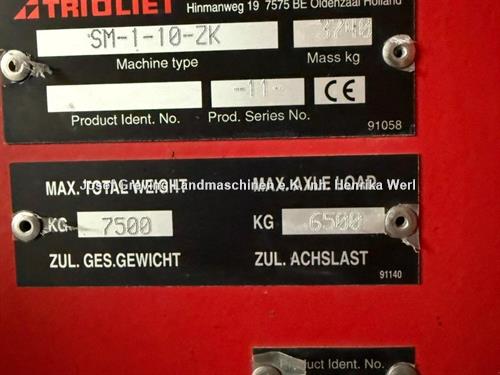 TRIOLIET Hinmanweg 19 7575 BE Oldenzaal Holland
SM-1-10-ZK 3740
Machine type Mass kg
-11- CE
Product Ident. No. Prod. Series No.
91058
MAX. TOTAL WEIGHT MAX. AXLE LOAD
Josef Greving Landmaschinen e.K. Inh. Henrika Werl
KG 7500 KG 6500
ZUL. GES.GEWICHT ZUL. ACHSLAST
91140
Product Ident. No.